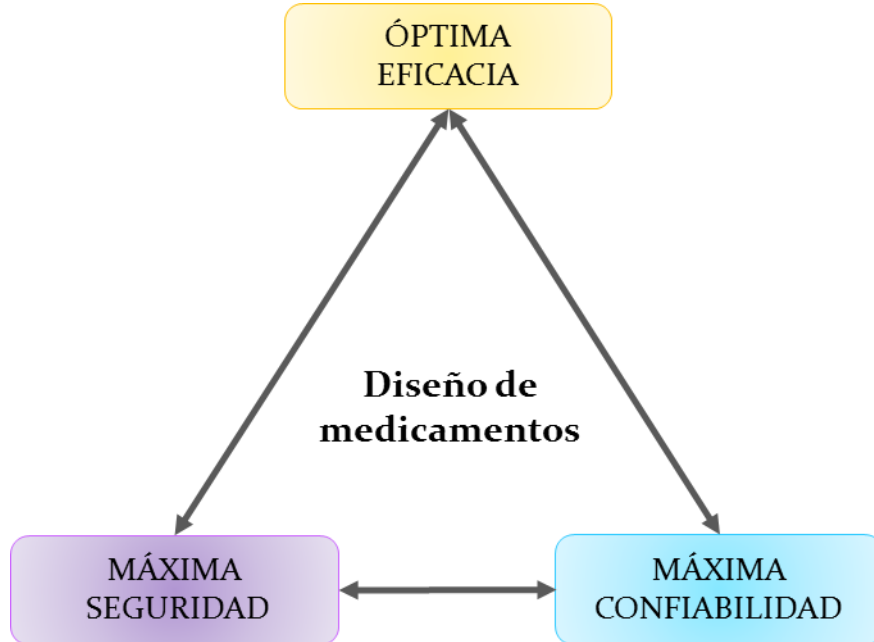 ÓPTIMA
EFICACIA
Diseño de
medicamentos
MÁXIMA
SEGURIDAD
MÁXIMA
CONFIABILIDAD